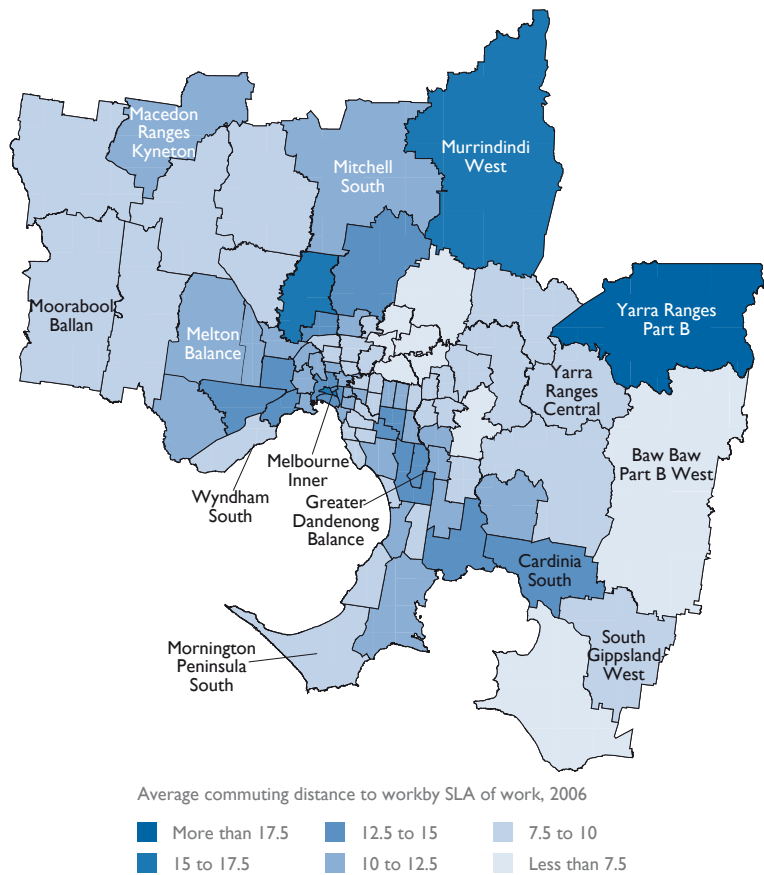 Macedon
Ranges
Kyneton
Mitchell
South
Murrindindi
West
Moorabool
Ballan
Melton
Balance
Yarra Ranges
Part B
Yarra
Ranges
Central
Melbourne
Inner
Wyndham
South
Greater
Dandenong
Balance
Baw Baw
Part B West
Cardinia
South
Mornington
Peninsula
South
South
Gippsland
West
Average commuting distance to workby SLA of work, 2006
More than 17.5
12.5 to 15
7.5 to 10
15 to 17.5
10 to 12.5
Less than 7.5